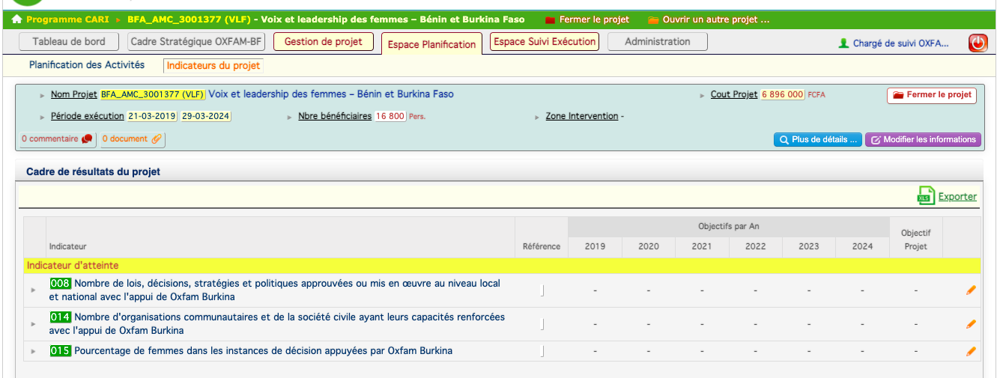 Programme CARI ▸ BFA_AMC_3001377 (VLF) - Voix et leadership des femmes – Bénin et Burkina Faso Fermer le projet Ouvrir un autre projet ...
Tableau de bord Cadre Stratégique OXFAM-BF Gestion de projet Espace Planification Espace Suivi Exécution Administration Chargé de suivi OXFA...
Planification des Activités Indicateurs du projet
Nom Projet BFA_AMC_3001377 (VLF) Voix et leadership des femmes – Bénin et Burkina Faso Cout Projet 6 896 000 FCFA Fermer le projet
Période exécution 21-03-2019 29-03-2024 Nbre bénéficiaires 16 800 Pers. Zone Intervention -
0 commentaire 0 document Plus de détails ... Modifier les informations
Cadre de résultats du projet
XLS Exporter
Objectifs par An
Indicateur Référence 2019 2020 2021 2022 2023 2024 Objectif
Projet
Indicateur d'atteinte
008 Nombre de lois, décisions, stratégies et politiques approuvées ou mis en œuvre au niveau local
et national avec l'appui de Oxfam Burkina - - - - - - -
014 Nombre d'organisations communautaires et de la société civile ayant leurs capacités renforcées
avec l'appui de Oxfam Burkina - - - - - - -
015 Pourcentage de femmes dans les instances de décision appuyées par Oxfam Burkina - - - - - - -